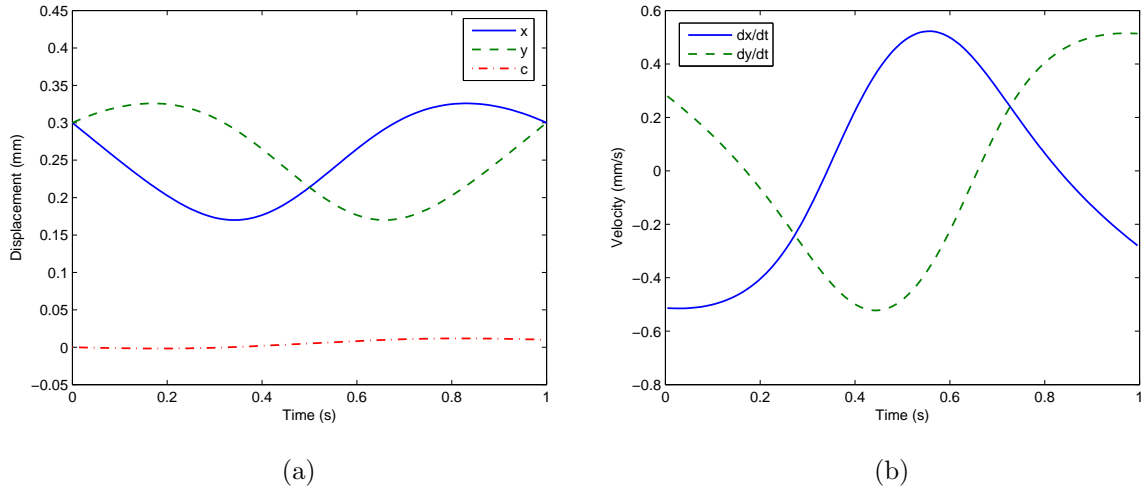 0.45
0.4
0.35
0.3
0.25
0.2
0.15
0.1
0.05
0
−0.05
0 0.2 0.4 0.6 0.8 1
Displacement (mm)
Time (s)
x
y
c
(a)
0.6
0.4
0.2
0
−0.2
−0.4
−0.6
−0.8
0 0.2 0.4 0.6 0.8 1
Velocity (mm/s)
Time (s)
dx/dt
dy/dt
(b)